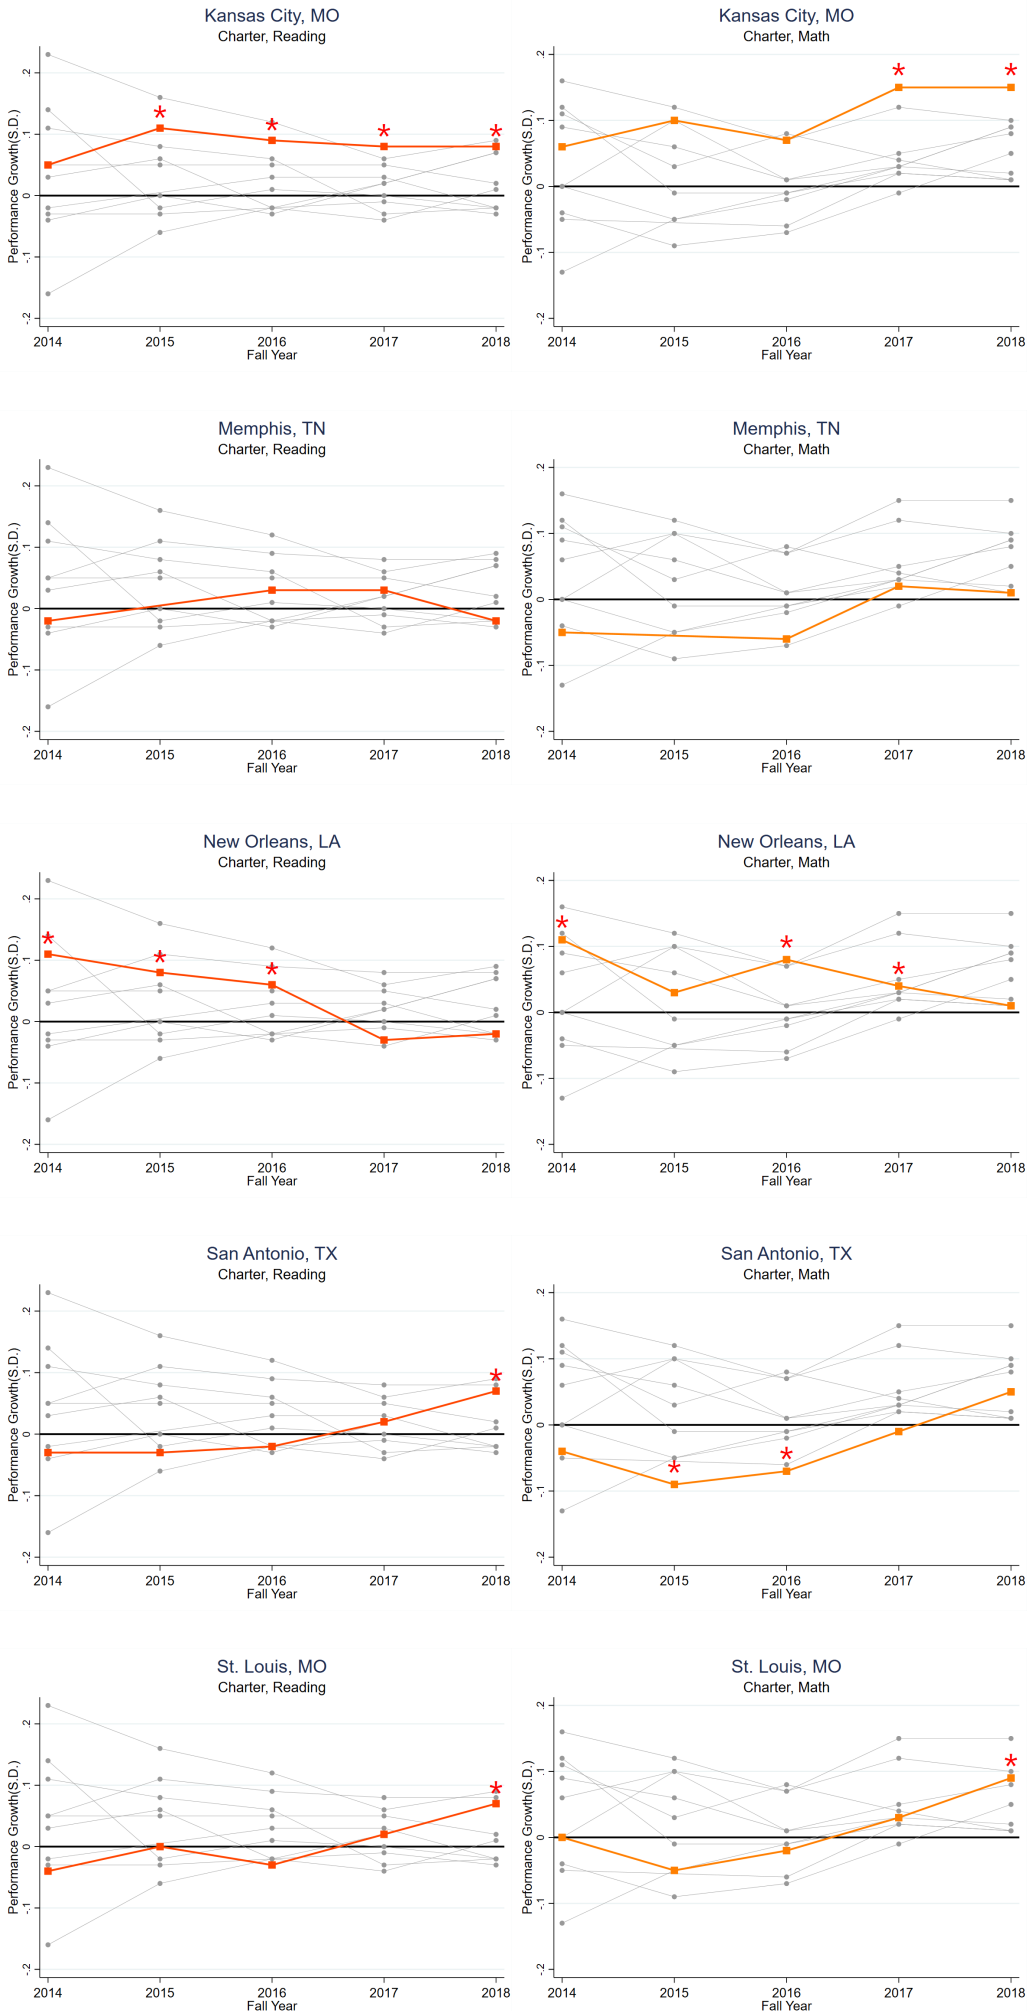 Kansas City, MO
Charter, Reading
Performance Growth(S.D.)
.2
.1
0
-.1
-.2
2014 2015 2016 2017 2018
Fall Year
Kansas City, MO
Charter, Math
Performance Growth(S.D.)
.2
.1
0
-.1
-.2
2014 2015 2016 2017 2018
Fall Year
Memphis, TN
Charter, Reading
Performance Growth(S.D.)
.2
.1
0
-.1
-.2
2014 2015 2016 2017 2018
Fall Year
Memphis, TN
Charter, Math
Performance Growth(S.D.)
.2
.1
0
-.1
-.2
2014 2015 2016 2017 2018
Fall Year
New Orleans, LA
Charter, Reading
Performance Growth(S.D.)
.2
.1
0
-.1
-.2
2014 2015 2016 2017 2018
Fall Year
New Orleans, LA
Charter, Math
Performance Growth(S.D.)
.2
.1
0
-.1
-.2
2014 2015 2016 2017 2018
Fall Year
San Antonio, TX
Charter, Reading
Performance Growth(S.D.)
.2
.1
0
-.1
-.2
2014 2015 2016 2017 2018
Fall Year
San Antonio, TX
Charter, Math
Performance Growth(S.D.)
.2
.1
0
-.1
-.2
2014 2015 2016 2017 2018
Fall Year
St. Louis, MO
Charter, Reading
Performance Growth(S.D.)
.2
.1
0
-.1
-.2
2014 2015 2016 2017 2018
Fall Year
St. Louis, MO
Charter, Math
Performance Growth(S.D.)
.2
.1
0
-.1
-.2
2014 2015 2016 2017 2018
Fall Year